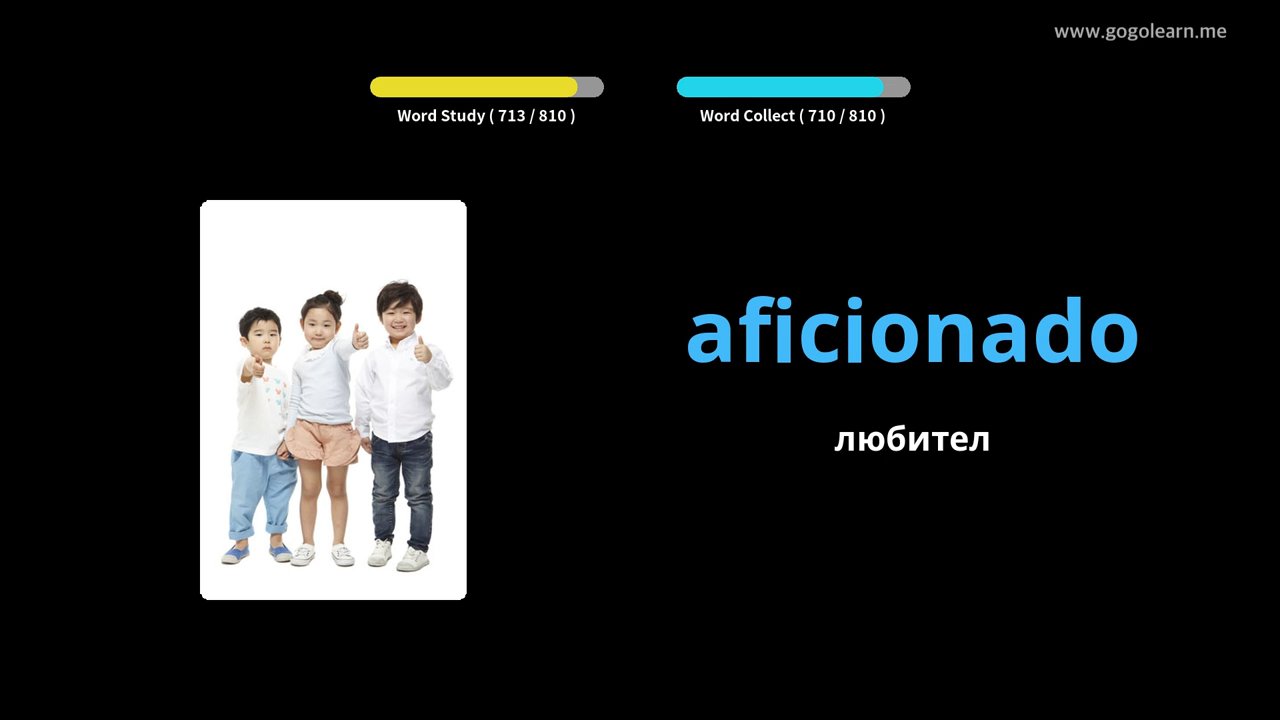 www.gogolearn.me
Word Study ( 713 / 810 )
Word Collect ( 710 / 810 )
aficionado
любител